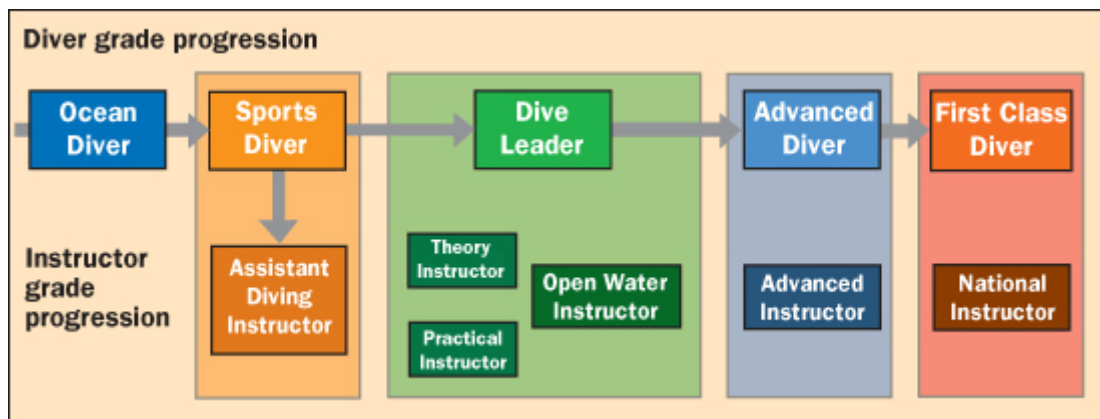 Diver grade progression
Ocean
Diver
Sports
Diver
Dive
Leader
Advanced
Diver
First Class
Diver
Instructor
grade
progression
Assistant
Diving
Instructor
Theory
Instructor
Practical
Instructor
Open Water
Instructor
Advanced
Instructor
National
Instructor